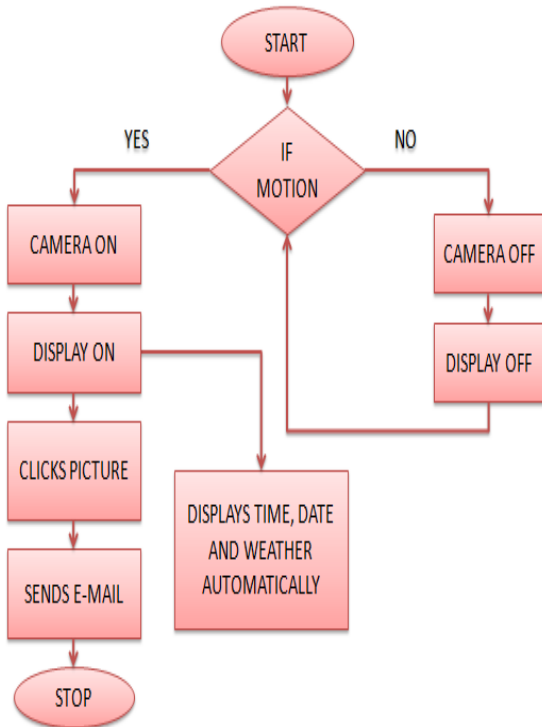 START
YES
IF
MOTION
NO
CAMERA ON
CAMERA OFF
DISPLAY ON
DISPLAY OFF
CLICKS PICTURE
DISPLAYS TIME, DATE
AND WEATHER
AUTOMATICALLY
SENDS E-MAIL
STOP